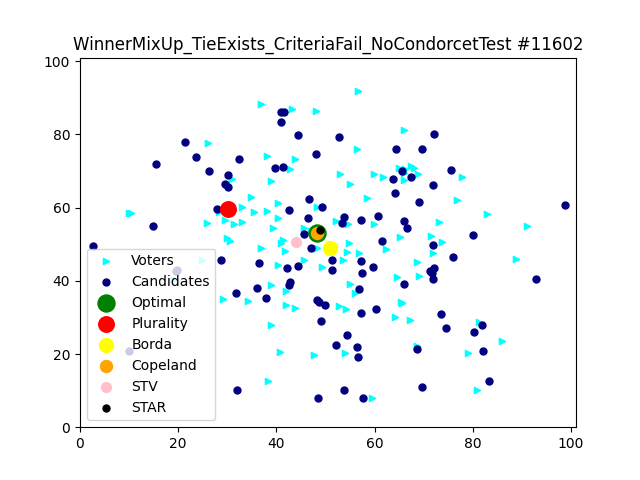 WinnerMixUp_TieExists_CriteriaFail_NoCondorcetTest #11602
100
80
60
40
20
0
Voters
Candidates
Optimal
Plurality
Borda
Copeland
STV
STAR
0 20 40 60 80 100